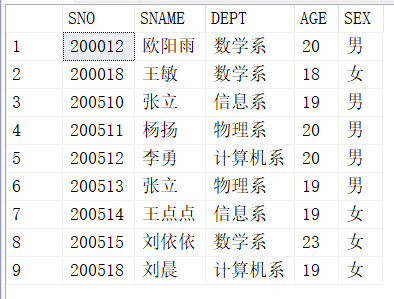 SNO SNAME DEPT AGE SEX
1 200012 欧阳雨 数学系 20 男
2 200018 王敏 数学系 18 女
3 200510 张立 信息系 19 男
4 200511 杨扬 物理系 20 男
5 200512 李勇 计算机系 20 男
6 200513 张立 物理系 19 男
7 200514 王点点 信息系 19 女
8 200515 刘依依 数学系 23 女
9 200518 刘晨 计算机系 19 女